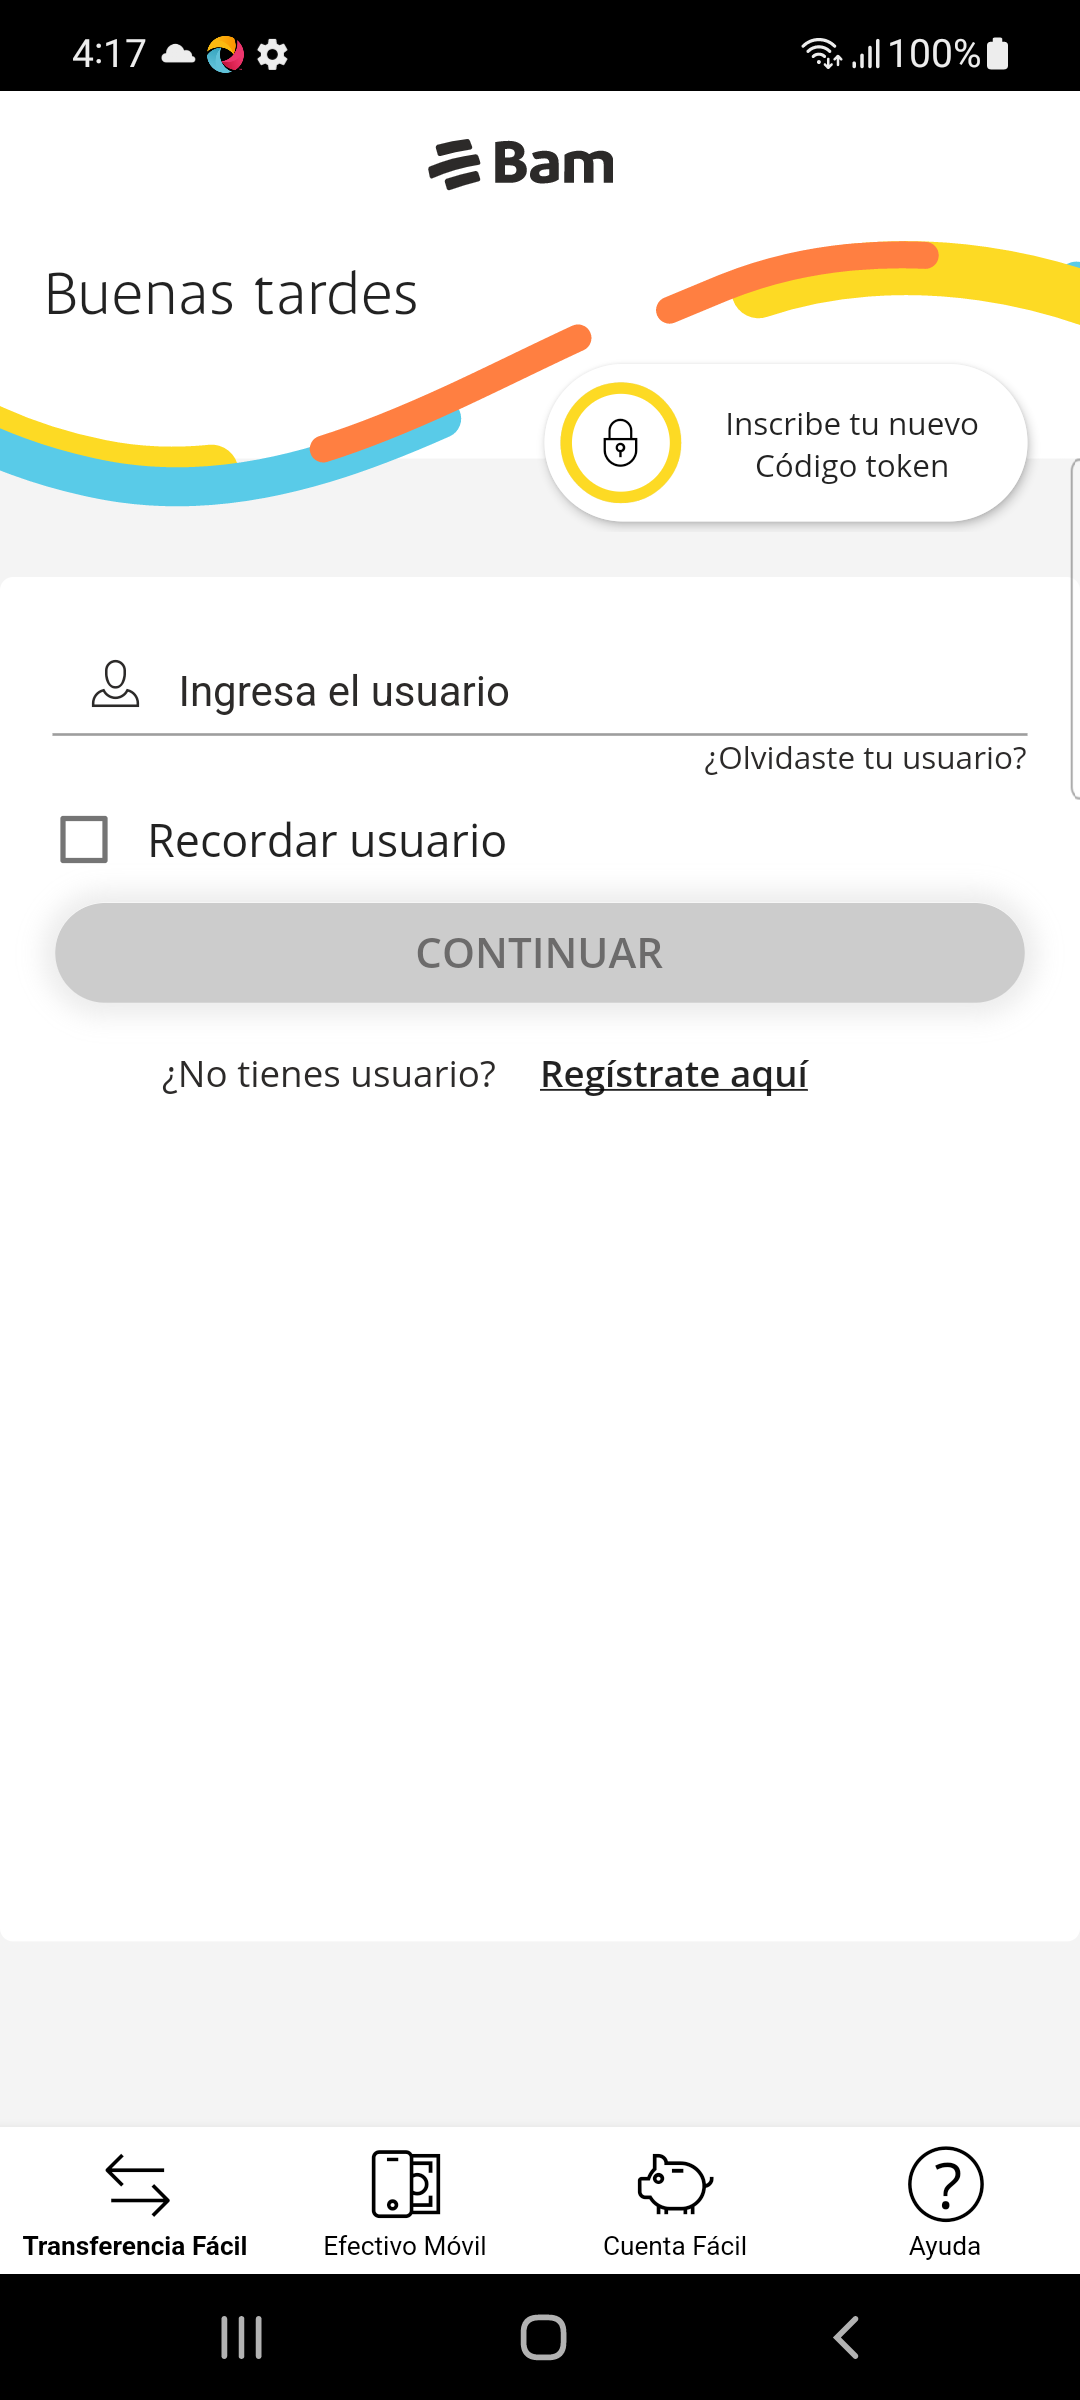 4:17
100%
Bam
Buenas tardes
Inscribe tu nuevo
Código token
Ingresa el usuario
¿Olvidaste tu usuario?
Recordar usuario
CONTINUAR
¿No tienes usuario? Regístrate aquí
Transferencia Fácil
Efectivo Móvil
Cuenta Fácil
Ayuda